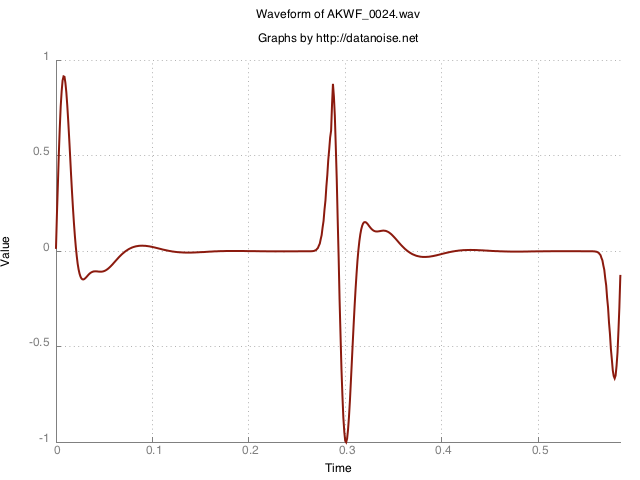 Waveform of AKWF_0024.wav
Graphs by http://datanoise.net
1
0.5
0
-0.5
-1
Value
0 0.1 0.2 0.3 0.4 0.5
Time